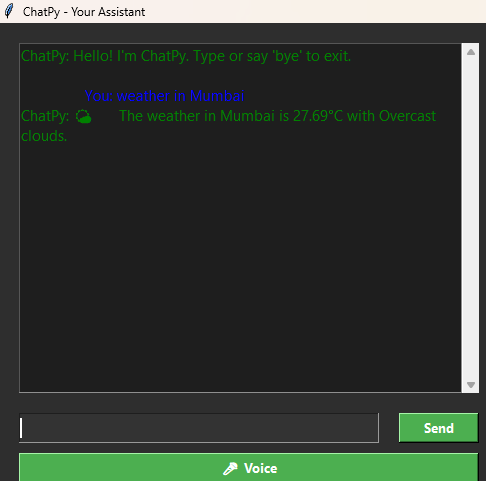 ChatPy - Your Assistant
ChatPy: Hello! I'm ChatPy. Type or say 'bye' to exit.
Your weather in Mumbai
ChatPy: 🌤 The weather in Mumbai is 27.69°C with Overcast
clouds.
Send
🎤 Voice